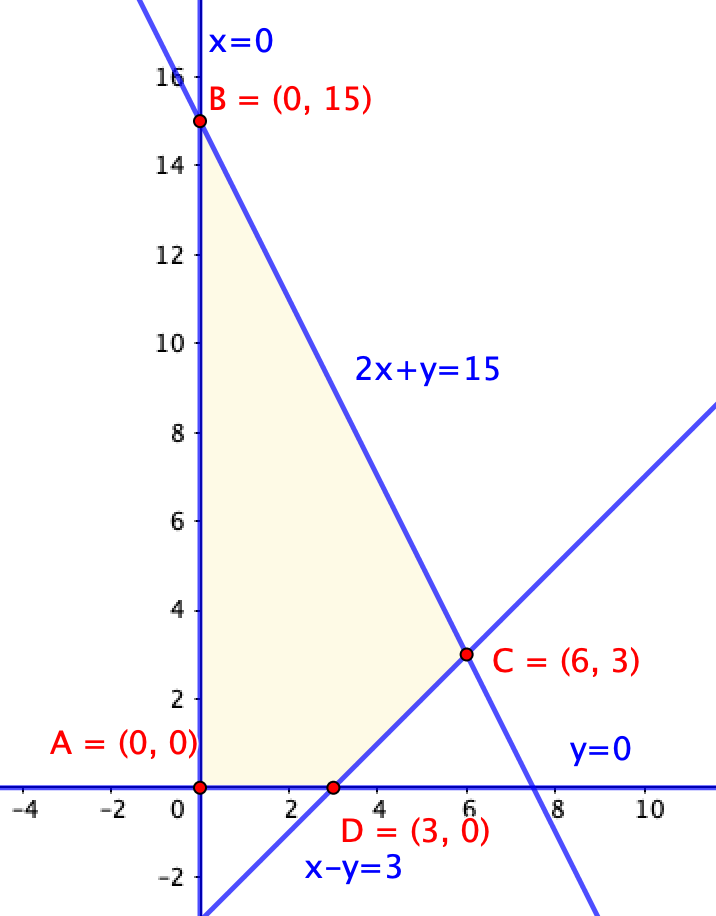 x=0
16
B = (0, 15)
14
12
10
2x+y=15
8
6
4
C = (6, 3)
2
A = (0, 0)
y=0
-4 -2 0 2 4 6 8 10
D = (3, 0)
x-y=3
-2